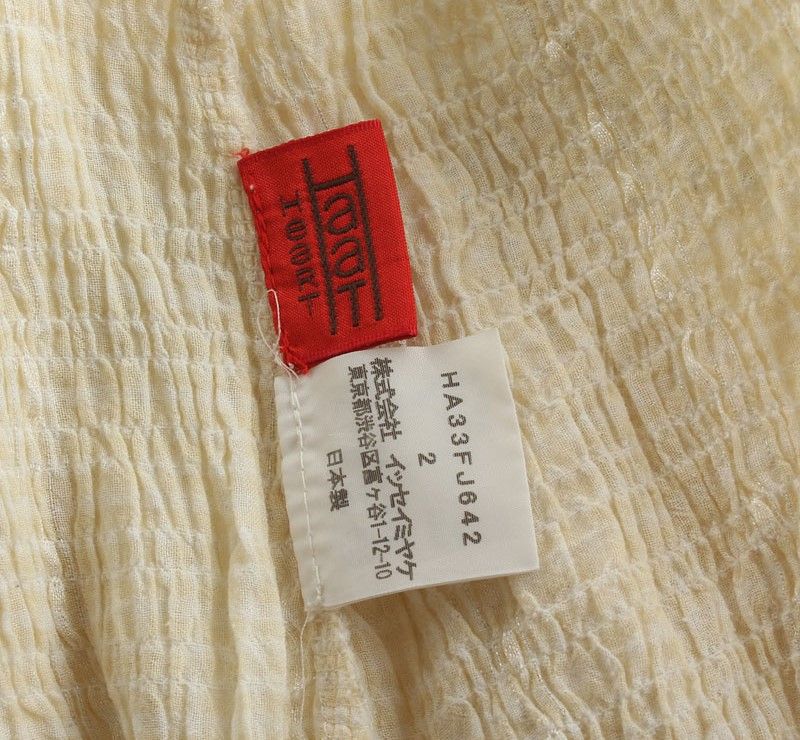 HaaT
HeaRT
HA33FJ642
2
株式会社 イッセイミヤケ
東京都渋谷区富ヶ谷1-12-10
日本製